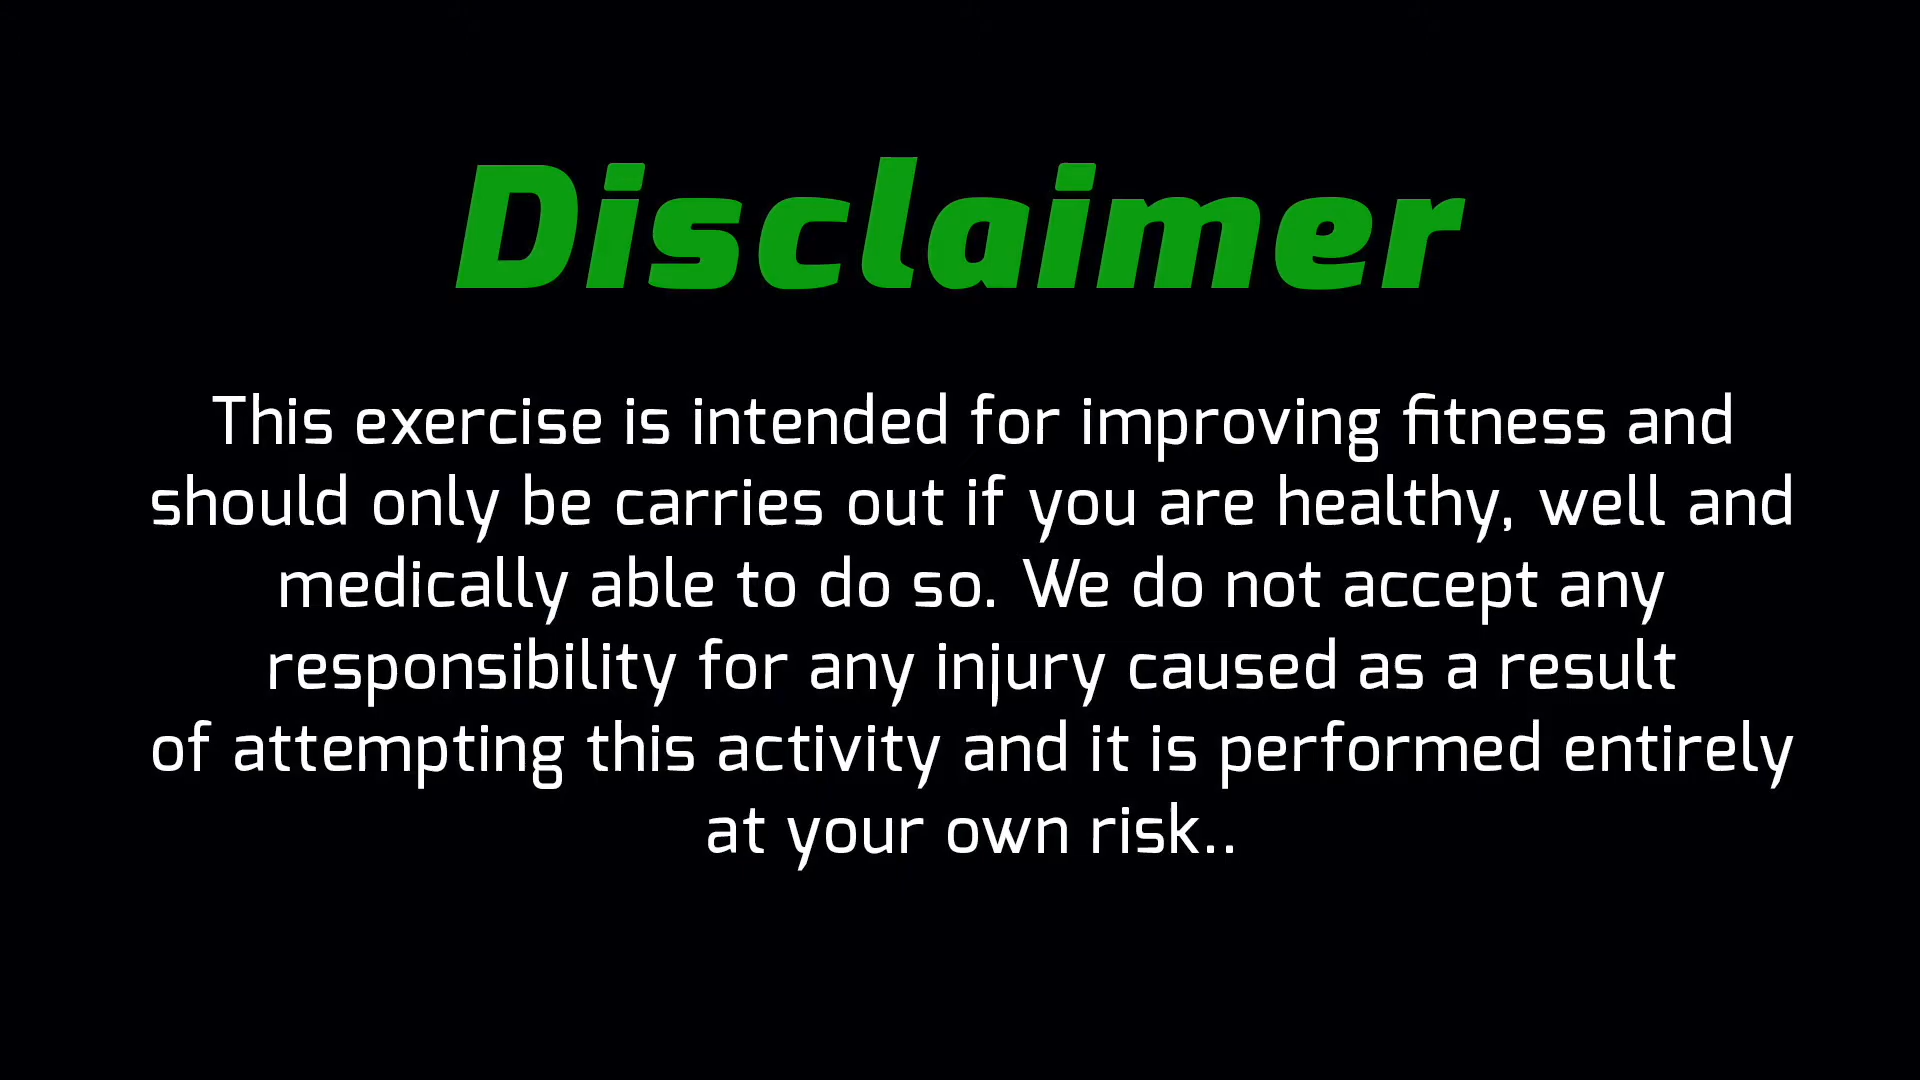 Disclaimer
This exercise is intended for improving fitness and
should only be carries out if you are healthy, well and
medically able to do so. We do not accept any
responsibility for any injury caused as a result
of attempting this activity and it is performed entirely
at your own risk..